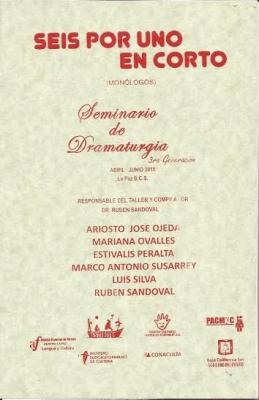 SEIS POR UNO
EN CORTO
(MONÓLOGOS)
Seminario
de
Dramaturgia
3ra Generación
ABRIL - JUNIO 2010
La Paz B.C.S.
RESPONSABLE DEL TALLER Y COMPILADOR
DR. RUBEN SANDOVAL
ARIOSTO JOSE OJEDA
MARIANA OVALLES
ESTIVALIS PERALTA
MARCO ANTONIO SUSARREY
LUIS SILVA
RUBEN SANDOVAL
PACMYC
CONACULTA